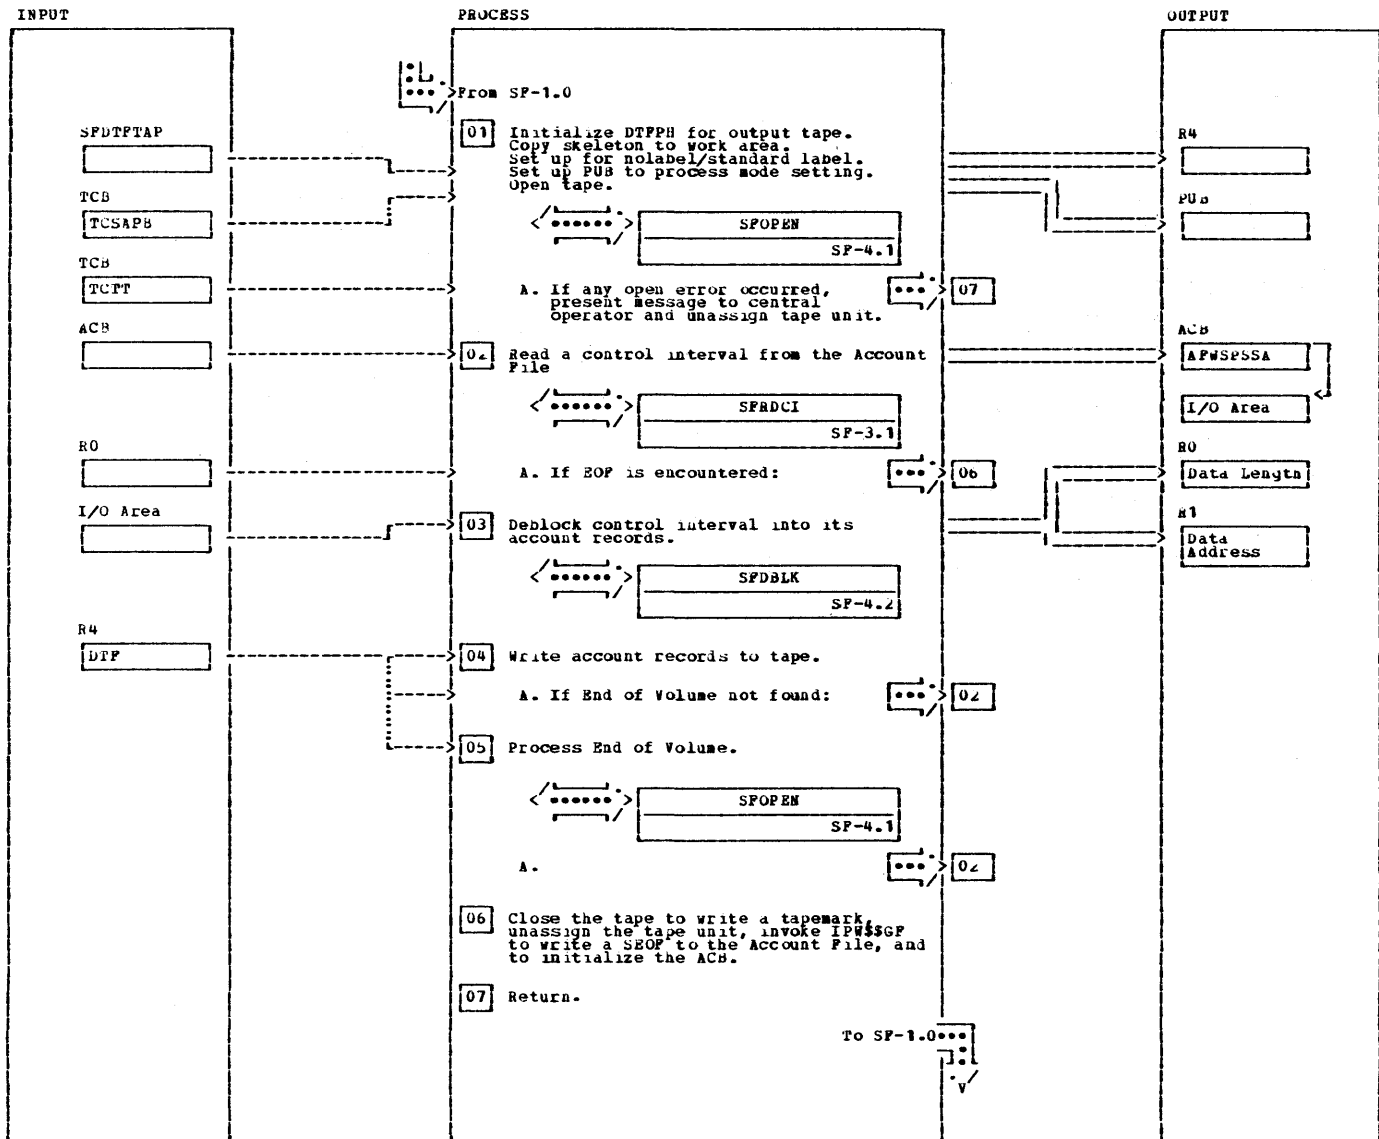 INPUT
PROCESS
OUTPUT
From SF-1.0
SFDTFTAP
01 Initialize DTFPH for output tape.
Copy skeleton to work area.
Set up for nolabel/standard label.
Set up PUB to process mode setting.
Open tape.
R4
TCB
TCSAPB
PUB
SFOPEN
SF-4.1
TCB
TCTT
A. If any open error occurred,
present message to central
operator and unassign tape unit.
07
ACB
02 Read a control interval from the Account
File
ACB
AFWSPSSA
I/O Area
SFRDCI
SF-3.1
R0
A. If EOF is encountered:
06
R0
Data Length
I/O Area
03 Deblock control interval into its
account records.
R1
Data
Address
SFDBLK
SF-4.2
R4
DTF
04 Write account records to tape.
A. If End of Volume not found:
02
05 Process End of Volume.
SFOPEN
SF-4.1
A.
02
06 Close the tape to write a tapemark,
unassign the tape unit, invoke IPW$$GF
to write a SEOF to the Account File, and
to initialize the ACB.
07 Return.
To SF-1.0